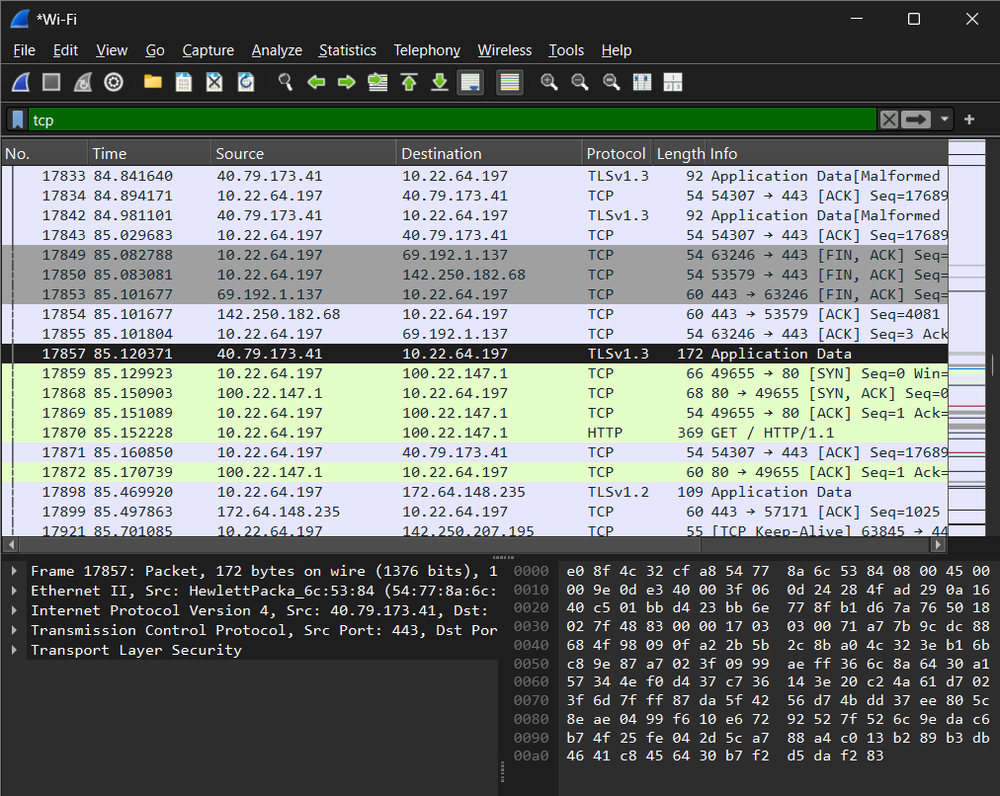 *Wi-Fi
File Edit View Go Capture Analyze Statistics Telephony Wireless Tools Help
tcp
No. Time Source Destination Protocol Length Info
17833 84.841640 40.79.173.41 10.22.64.197 TLSv1.3 92 Application Data[Malformed
17834 84.894171 10.22.64.197 40.79.173.41 TCP 54 54307 → 443 [ACK] Seq=17689
17842 84.981101 40.79.173.41 10.22.64.197 TLSv1.3 92 Application Data[Malformed
17843 85.029683 10.22.64.197 40.79.173.41 TCP 54 54307 → 443 [ACK] Seq=17689
17849 85.082788 10.22.64.197 69.192.1.137 TCP 54 63246 → 443 [FIN, ACK] Seq=
17850 85.083081 10.22.64.197 142.250.182.68 TCP 54 53579 → 443 [FIN, ACK] Seq=
17853 85.101677 69.192.1.137 10.22.64.197 TCP 60 443 → 63246 [FIN, ACK] Seq=
17854 85.101677 142.250.182.68 10.22.64.197 TCP 60 443 → 53579 [ACK] Seq=4081
17855 85.101804 10.22.64.197 69.192.1.137 TCP 54 63246 → 443 [ACK] Seq=3 Ack
17857 85.120371 40.79.173.41 10.22.64.197 TLSv1.3 172 Application Data
17859 85.129923 10.22.64.197 100.22.147.1 TCP 66 49655 → 80 [SYN] Seq=0 Win=
17868 85.150903 100.22.147.1 10.22.64.197 TCP 68 80 → 49655 [SYN, ACK] Seq=0
17869 85.151089 10.22.64.197 100.22.147.1 TCP 54 49655 → 80 [ACK] Seq=1 Ack=
17870 85.152228 10.22.64.197 100.22.147.1 HTTP 369 GET / HTTP/1.1
17871 85.160850 10.22.64.197 40.79.173.41 TCP 54 54307 → 443 [ACK] Seq=17689
17872 85.170739 100.22.147.1 10.22.64.197 TCP 60 80 → 49655 [ACK] Seq=1 Ack=
17898 85.469920 10.22.64.197 172.64.148.235 TLSv1.2 109 Application Data
17899 85.497863 172.64.148.235 10.22.64.197 TCP 60 443 → 57171 [ACK] Seq=1025
17921 85.701085 10.22.64.197 142.250.207.195 TCP 55 [TCP Keep-Alive] 63845 → 44
Frame 17857: Packet, 172 bytes on wire (1376 bits), 1
Ethernet II, Src: HewlettPacka_6c:53:84 (54:77:8a:6c:
Internet Protocol Version 4, Src: 40.79.173.41, Dst:
Transmission Control Protocol, Src Port: 443, Dst Por
Transport Layer Security
0000 e0 8f 4c 32 cf a8 54 77 8a 6c 53 84 08 00 45 00
0010 00 9e 0d e3 40 00 3f 06 0d 24 28 4f ad 29 0a 16
0020 40 c5 01 bb d4 23 bb 6e 77 8f b1 d6 7a 76 50 18
0030 02 7f 48 83 00 00 17 03 03 00 71 a7 7b 9c dc 88
0040 68 4f 98 09 0f a2 2b 5b 2c 8b a0 4c 32 3e b1 6b
0050 c8 9e 87 a7 02 3f 09 99 ae ff 36 6c 8a 64 30 a1
0060 57 34 4e f0 d4 37 c7 36 14 3e 20 c2 4a 61 d7 02
0070 3f 6d 7f ff 87 da 5f 42 56 d7 4b dd 37 ee 80 5c
0080 8e ae 04 99 f6 10 e6 72 92 52 7f 52 6c 9e da c6
0090 b7 4f 25 fe 04 2d 5c a7 88 a4 c0 13 b2 89 b3 db
00a0 46 41 c8 45 64 30 b7 f2 d5 da f2 83